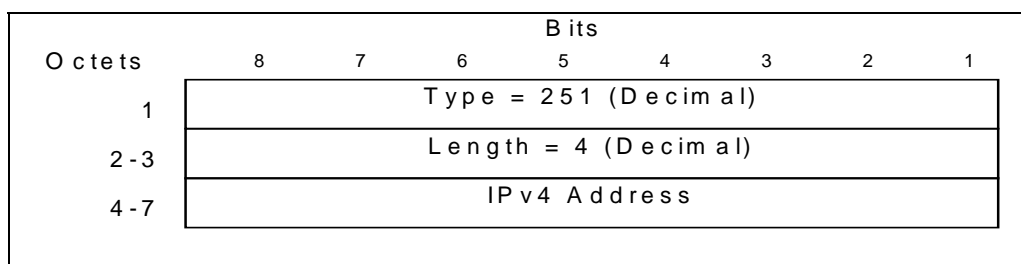 Bits
Octets 8 7 6 5 4 3 2 1
1 Type = 251 (Decimal)
2-3 Length = 4 (Decimal)
4-7 IPv4 Address